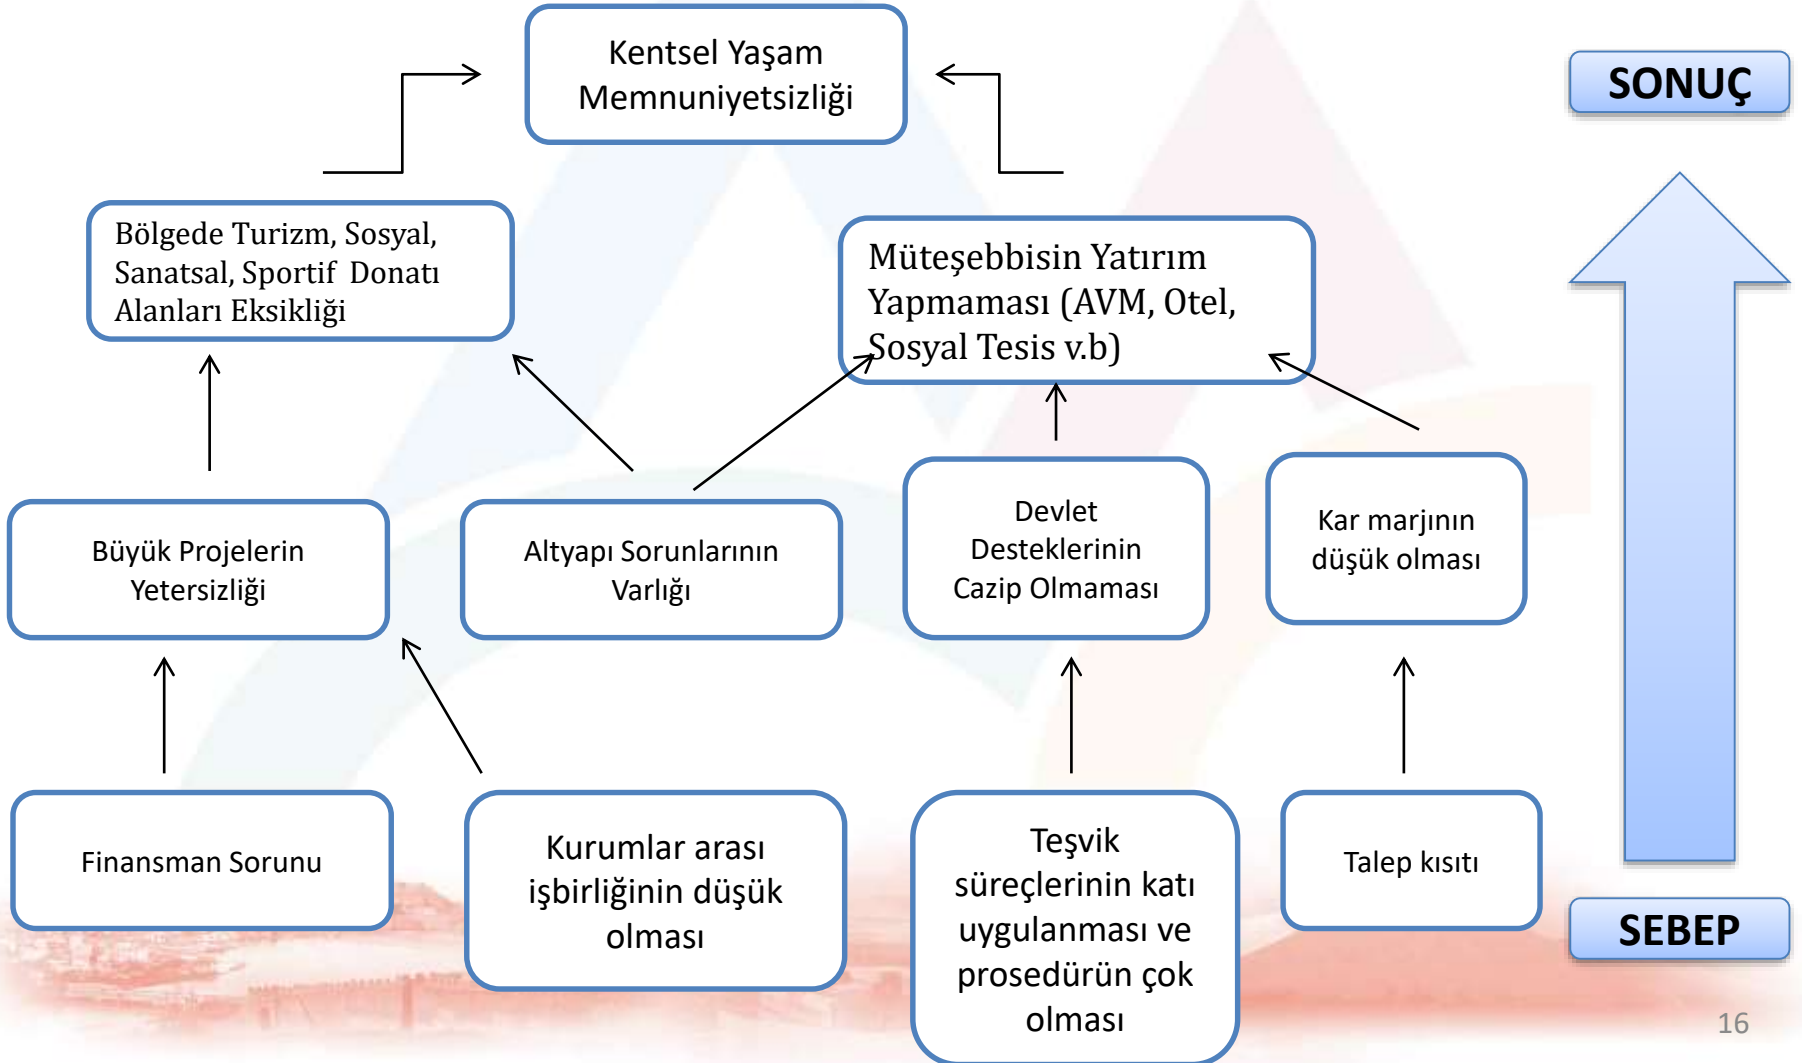 Kentsel Yaşam
Memnuniyetsizliği
SONUÇ
Bölgede Turizm, Sosyal,
Sanatsal, Sportif Donatı
Alanları Eksikliği
Müteşebbisin Yatırım
Yapmaması (AVM, Otel,
Sosyal Tesis v.b)
Büyük Projelerin
Yetersizliği
Altyapı Sorunlarının
Varlığı
Devlet
Desteklerinin
Cazip Olmaması
Kar marjının
düşük olması
Finansman Sorunu
Kurumlar arası
işbirliğinin düşük
olması
Teşvik
süreçlerinin katı
uygulanması ve
prosedürün çok
olması
Talep kısıtı
SEBEP
16